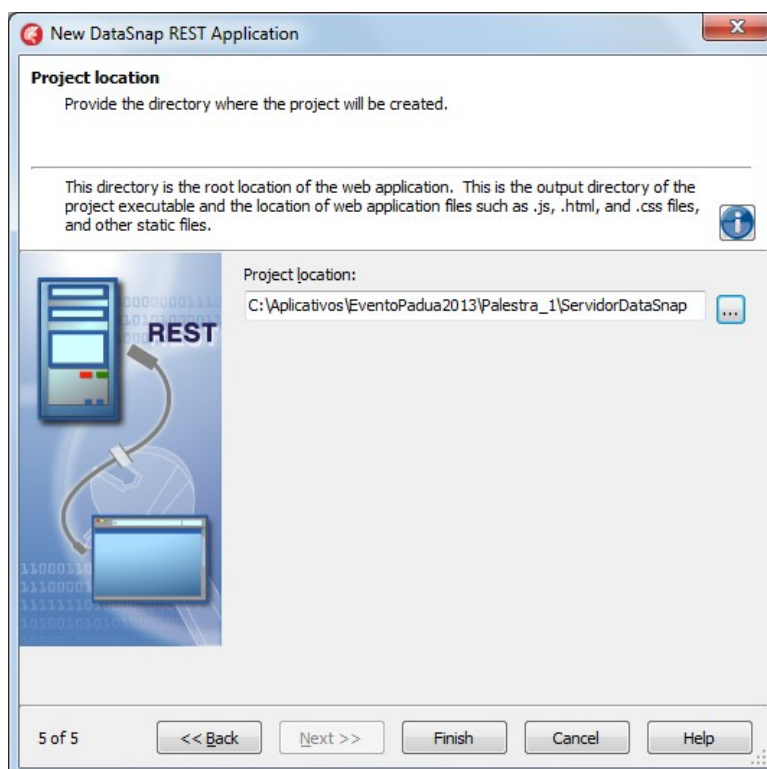 New DataSnap REST Application
Project location
Provide the directory where the project will be created.
This directory is the root location of the web application. This is the output directory of the
project executable and the location of web application files such as .js, .html, and .css files,
and other static files.
Project location:
C:\Aplicativos\EventoPadua2013\Palestra_1\ServidorDataSnap
...
REST
5 of 5
<< Back
Next >>
Finish
Cancel
Help